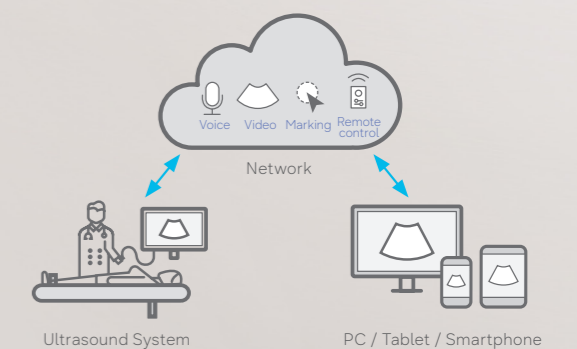 Voice
Video
Marking
Remote
control
Network
Ultrasound System
PC / Tablet / Smartphone